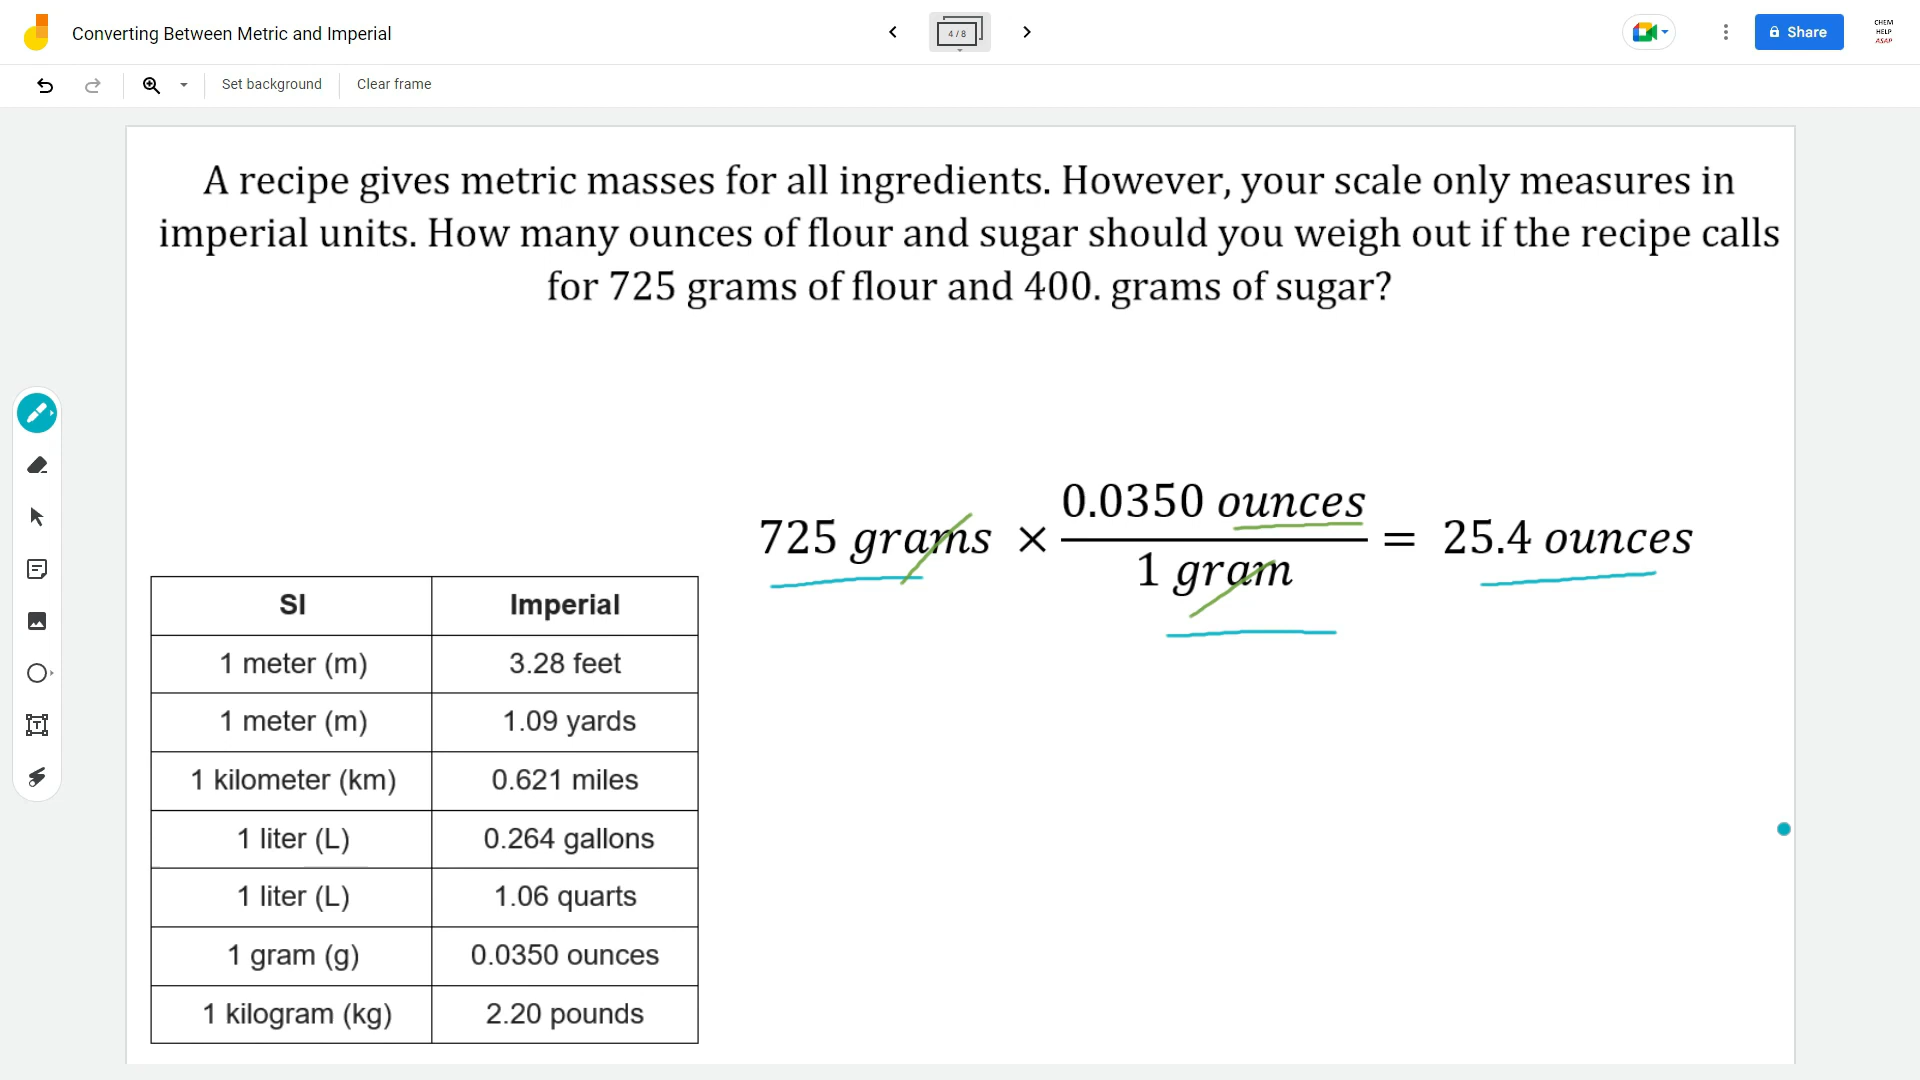 Converting Between Metric and Imperial
4 / 8
Share
CHEM
HELP
ASAP
Set background
Clear frame
A recipe gives metric masses for all ingredients. However, your scale only measures in
imperial units. How many ounces of flour and sugar should you weigh out if the recipe calls
for 725 grams of flour and 400. grams of sugar?
725 grams × 0.0350 ounces / 1 gram = 25.4 ounces
SI Imperial
1 meter (m) 3.28 feet
1 meter (m) 1.09 yards
1 kilometer (km) 0.621 miles
1 liter (L) 0.264 gallons
1 liter (L) 1.06 quarts
1 gram (g) 0.0350 ounces
1 kilogram (kg) 2.20 pounds